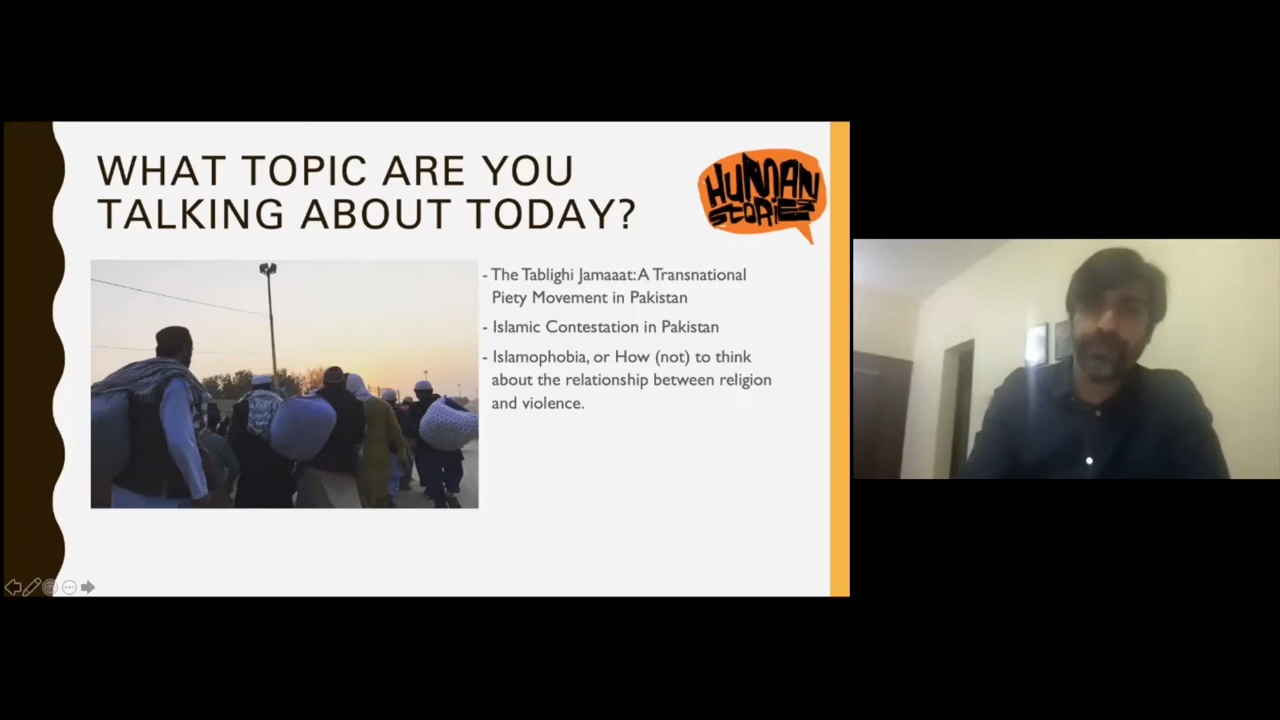 WHAT TOPIC ARE YOU
TALKING ABOUT TODAY?
HUMAN
STORIES
- The Tablighi Jamaaat: A Transnational
Piety Movement in Pakistan
- Islamic Contestation in Pakistan
- Islamophobia, or How (not) to think
about the relationship between religion
and violence.